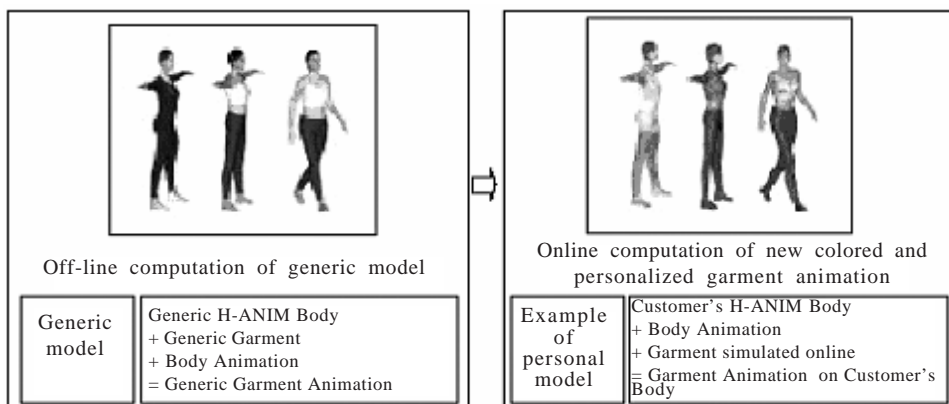 Off-line computation of generic model
Generic
model
Generic H-ANIM Body
+ Generic Garment
+ Body Animation
= Generic Garment Animation
Online computation of new colored and
personalized garment animation
Example
of
personal
model
Customer's H-ANIM Body
+ Body Animation
+ Garment simulated online
= Garment Animation on Customer's
Body